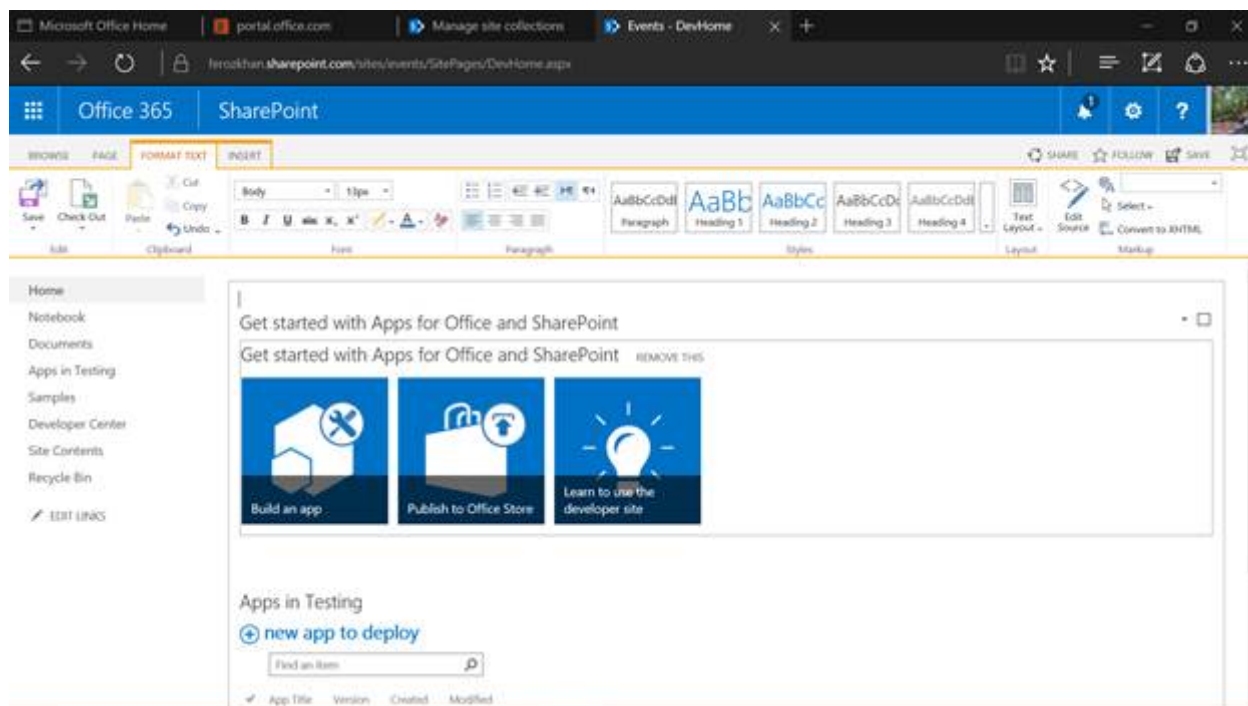 Microsoft Office Home
portal.office.com
Manage site collections
Events - DevHome
ferozkhan.sharepoint.com/sites/events/SitePages/DevHome.aspx
Office 365
SharePoint
1
?
BROWSE
PAGE
FORMAT TEXT
INSERT
SHARE
FOLLOW
SAVE
Save
Check Out
Paste
Cut
Copy
Undo
Edit
Clipboard
Body
13px
B I U abc x, x'
A
Font
Paragraph
AaBbCcDdE
Paragraph
AaBb
Heading 1
AaBbCc
Heading 2
AaBbCcDc
Heading 3
AaBbCcDdE
Heading 4
Styles
Text Layout
Layout
Edit Source
Select
Convert to XHTML
Markup
Home
Notebook
Documents
Apps in Testing
Samples
Developer Center
Site Contents
Recycle Bin
EDIT LINKS
Get started with Apps for Office and SharePoint
Get started with Apps for Office and SharePoint REMOVE THIS
Build an app
Publish to Office Store
Learn to use the
developer site
Apps in Testing
new app to deploy
Find an item
App Title Version Created Modified